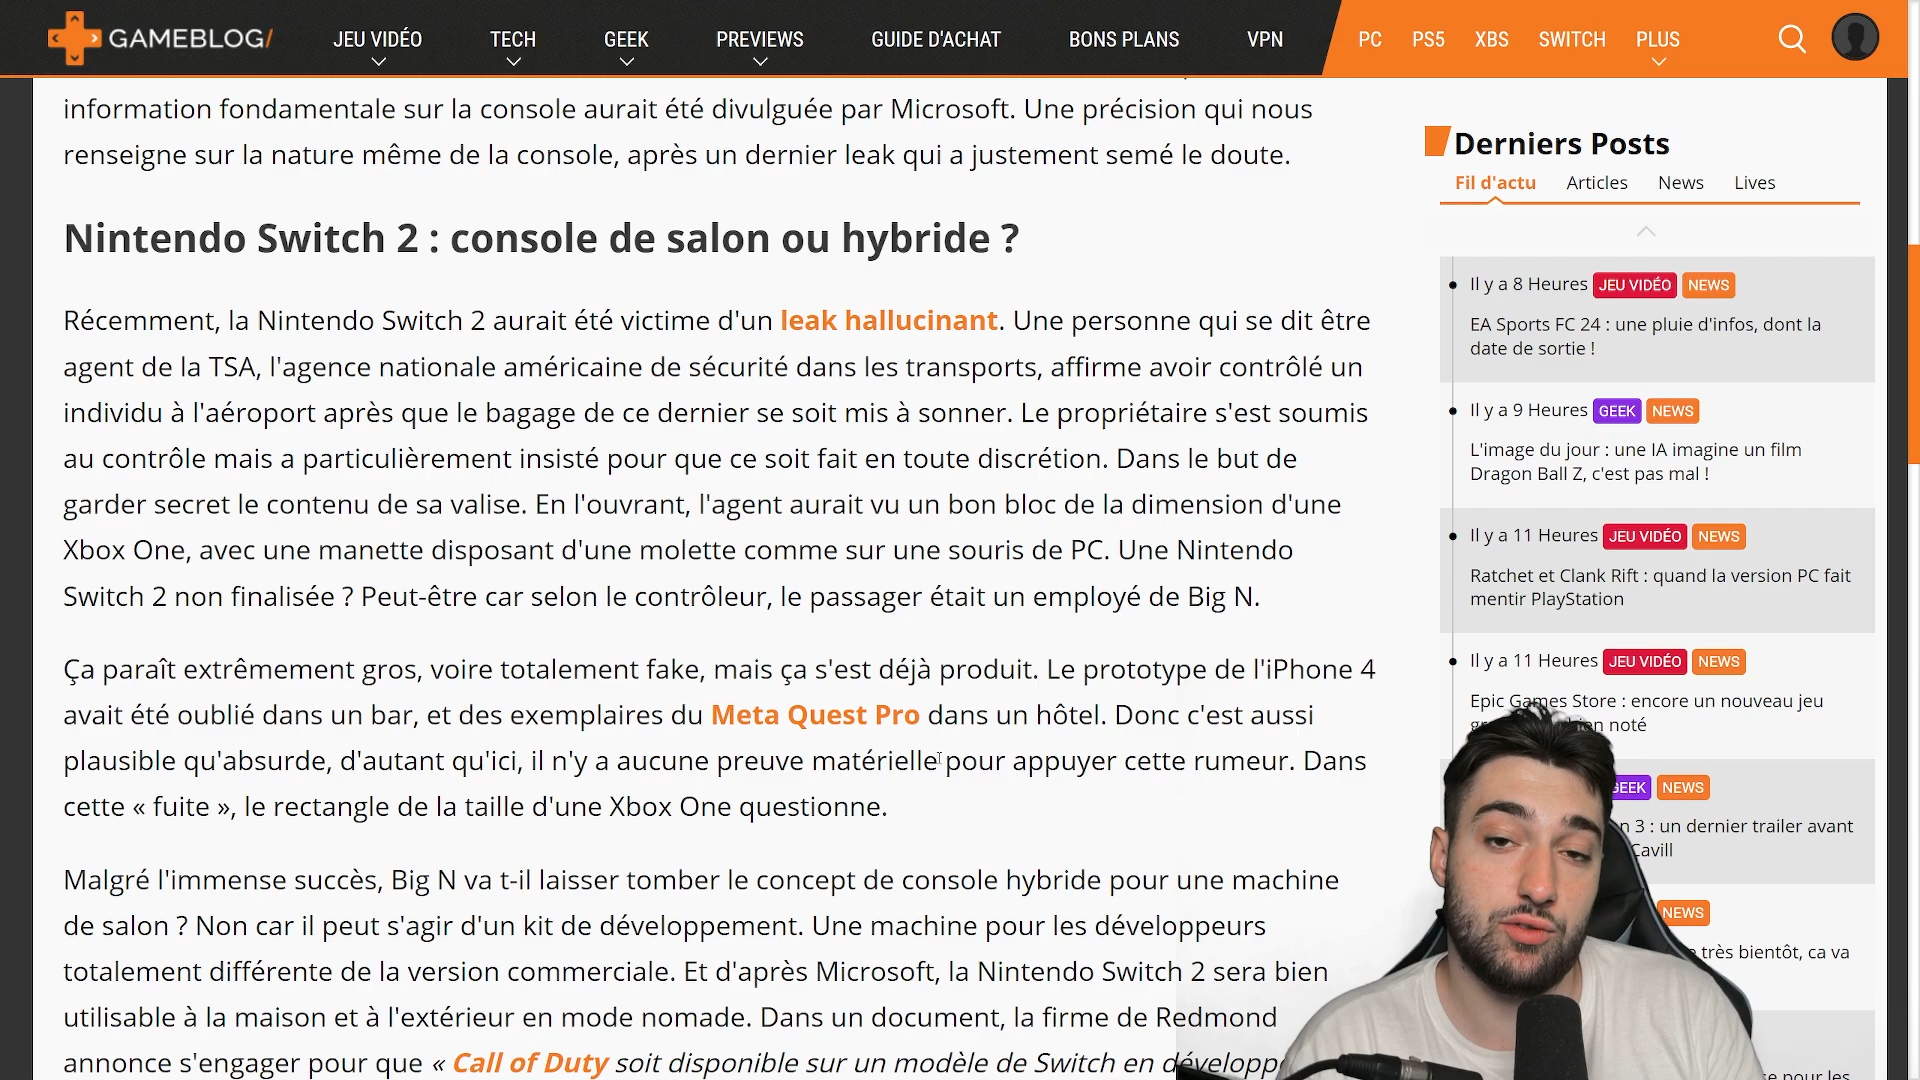 GAMEBLOG/
JEU VIDÉO
TECH
GEEK
PREVIEWS
GUIDE D'ACHAT
BONS PLANS
VPN
PC
PS5
XBS
SWITCH
PLUS
information fondamentale sur la console aurait été divulguée par Microsoft. Une précision qui nous
renseigne sur la nature même de la console, après un dernier leak qui a justement semé le doute.
Nintendo Switch 2 : console de salon ou hybride ?
Récemment, la Nintendo Switch 2 aurait été victime d'un leak hallucinant. Une personne qui se dit être
agent de la TSA, l'agence nationale américaine de sécurité dans les transports, affirme avoir contrôlé un
individu à l'aéroport après que le bagage de ce dernier se soit mis à sonner. Le propriétaire s'est soumis
au contrôle mais a particulièrement insisté pour que ce soit fait en toute discrétion. Dans le but de
garder secret le contenu de sa valise. En l'ouvrant, l'agent aurait vu un bon bloc de la dimension d'une
Xbox One, avec une manette disposant d'une molette comme sur une souris de PC. Une Nintendo
Switch 2 non finalisée ? Peut-être car selon le contrôleur, le passager était un employé de Big N.
Ça paraît extrêmement gros, voire totalement fake, mais ça s'est déjà produit. Le prototype de l'iPhone 4
avait été oublié dans un bar, et des exemplaires du Meta Quest Pro dans un hôtel. Donc c'est aussi
plausible qu'absurde, d'autant qu'ici, il n'y a aucune preuve matérielle pour appuyer cette rumeur. Dans
cette « fuite », le rectangle de la taille d'une Xbox One questionne.
Malgré l'immense succès, Big N va t-il laisser tomber le concept de console hybride pour une machine
de salon ? Non car il peut s'agir d'un kit de développement. Une machine pour les développeurs
totalement différente de la version commerciale. Et d'après Microsoft, la Nintendo Switch 2 sera bien
utilisable à la maison et à l'extérieur en mode nomade. Dans un document, la firme de Redmond
annonce s'engager pour que « Call of Duty soit disponible sur un modèle de Switch en développ
Derniers Posts
Fil d'actu
Articles
News
Lives
Il y a 8 Heures JEU VIDÉO NEWS
EA Sports FC 24 : une pluie d'infos, dont la
date de sortie !
Il y a 9 Heures GEEK NEWS
L'image du jour : une IA imagine un film
Dragon Ball Z, c'est pas mal !
Il y a 11 Heures JEU VIDÉO NEWS
Ratchet et Clank Rift : quand la version PC fait
mentir PlayStation
Il y a 11 Heures JEU VIDÉO NEWS
Epic Games Store : encore un nouveau jeu
noté
GEEK NEWS
3 : un dernier trailer avant
Cavill
NEWS
très bientôt, ca va
pour les